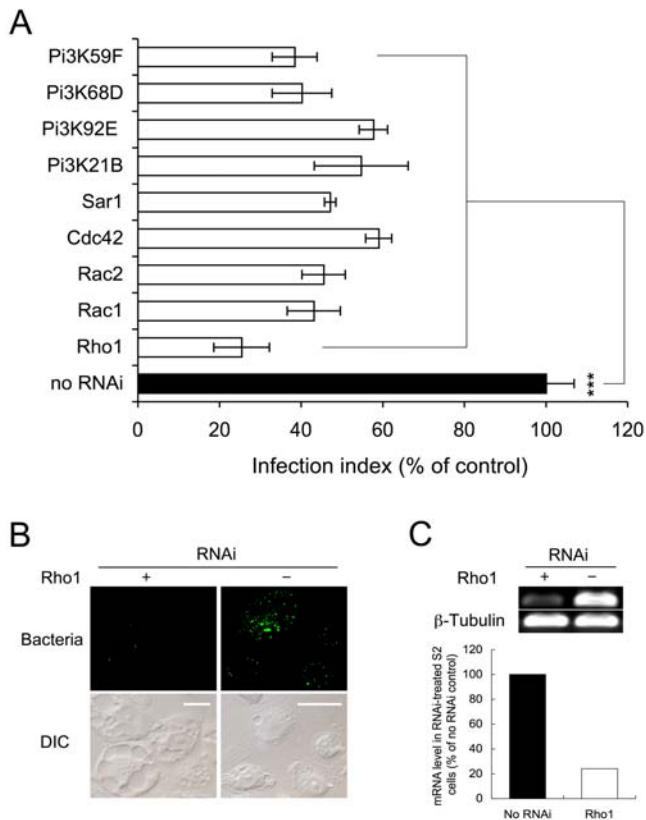 A
Pi3K59F
Pi3K68D
Pi3K92E
Pi3K21B
Sar1
Cdc42
Rac2
Rac1
Rho1
no RNAi
***
0 20 40 60 80 100 120
Infection index (% of control)
B
RNAi
Rho1 + −
Bacteria
DIC
C
RNAi
Rho1 + −
β-Tubulin
mRNA level in RNAi-treated S2
cells (% of no RNAi control)
120
100
80
60
40
20
0
No RNAi Rho1